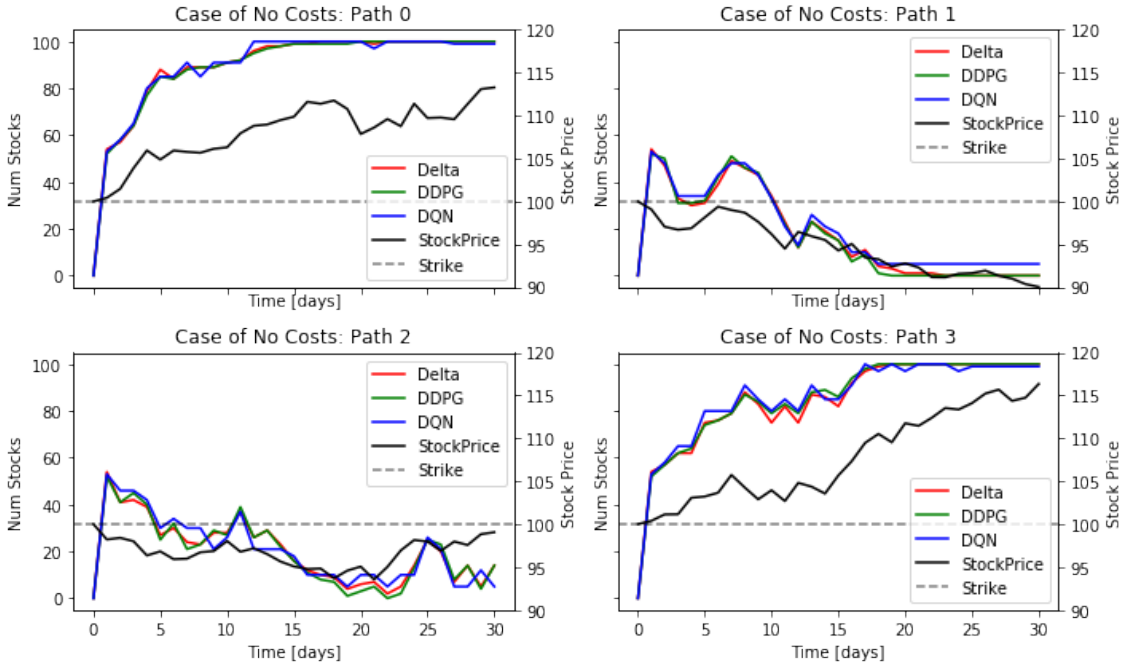 Case of No Costs: Path 0
100
80
60
40
20
0
Num Stocks
120
115
110
105
100
95
90
Stock Price
Delta
DDPG
DQN
StockPrice
Strike
Time [days]
Case of No Costs: Path 1
Num Stocks
120
115
110
105
100
95
90
Stock Price
Delta
DDPG
DQN
StockPrice
Strike
Time [days]
Case of No Costs: Path 2
100
80
60
40
20
0
Num Stocks
120
115
110
105
100
95
90
Stock Price
Delta
DDPG
DQN
StockPrice
Strike
0 5 10 15 20 25 30
Time [days]
Case of No Costs: Path 3
Num Stocks
120
115
110
105
100
95
90
Stock Price
Delta
DDPG
DQN
StockPrice
Strike
0 5 10 15 20 25 30
Time [days]